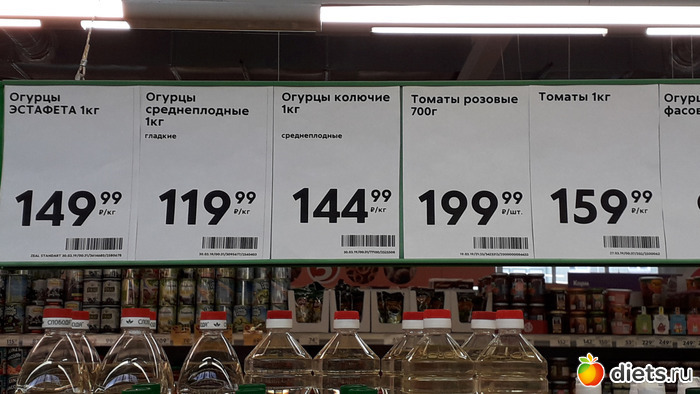 Огурцы
ЭСТАФЕТА 1кг
149 99
₽/кг
Огурцы
среднеплодные
1кг
гладкие
119 99
₽/кг
Огурцы колючие
1кг
среднеплодные
144 99
₽/кг
Томаты розовые
700г
199 99
₽/шт.
Томаты 1кг
159 99
₽/кг
Огурц
фасов
diets.ru